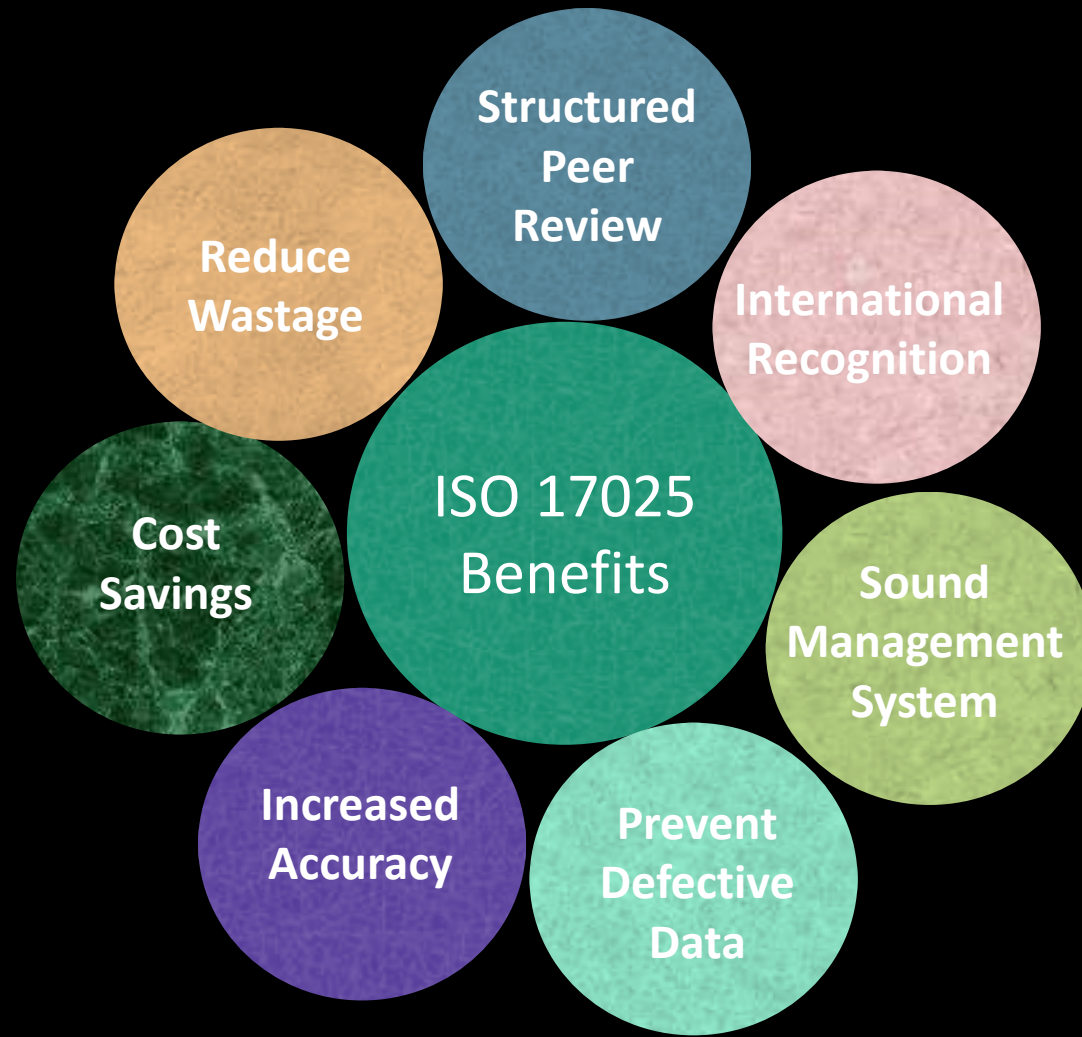 Structured
Peer
Review
International
Recognition
Sound
Management
System
Prevent
Defective
Data
Increased
Accuracy
Cost
Savings
Reduce
Wastage
ISO 17025
Benefits